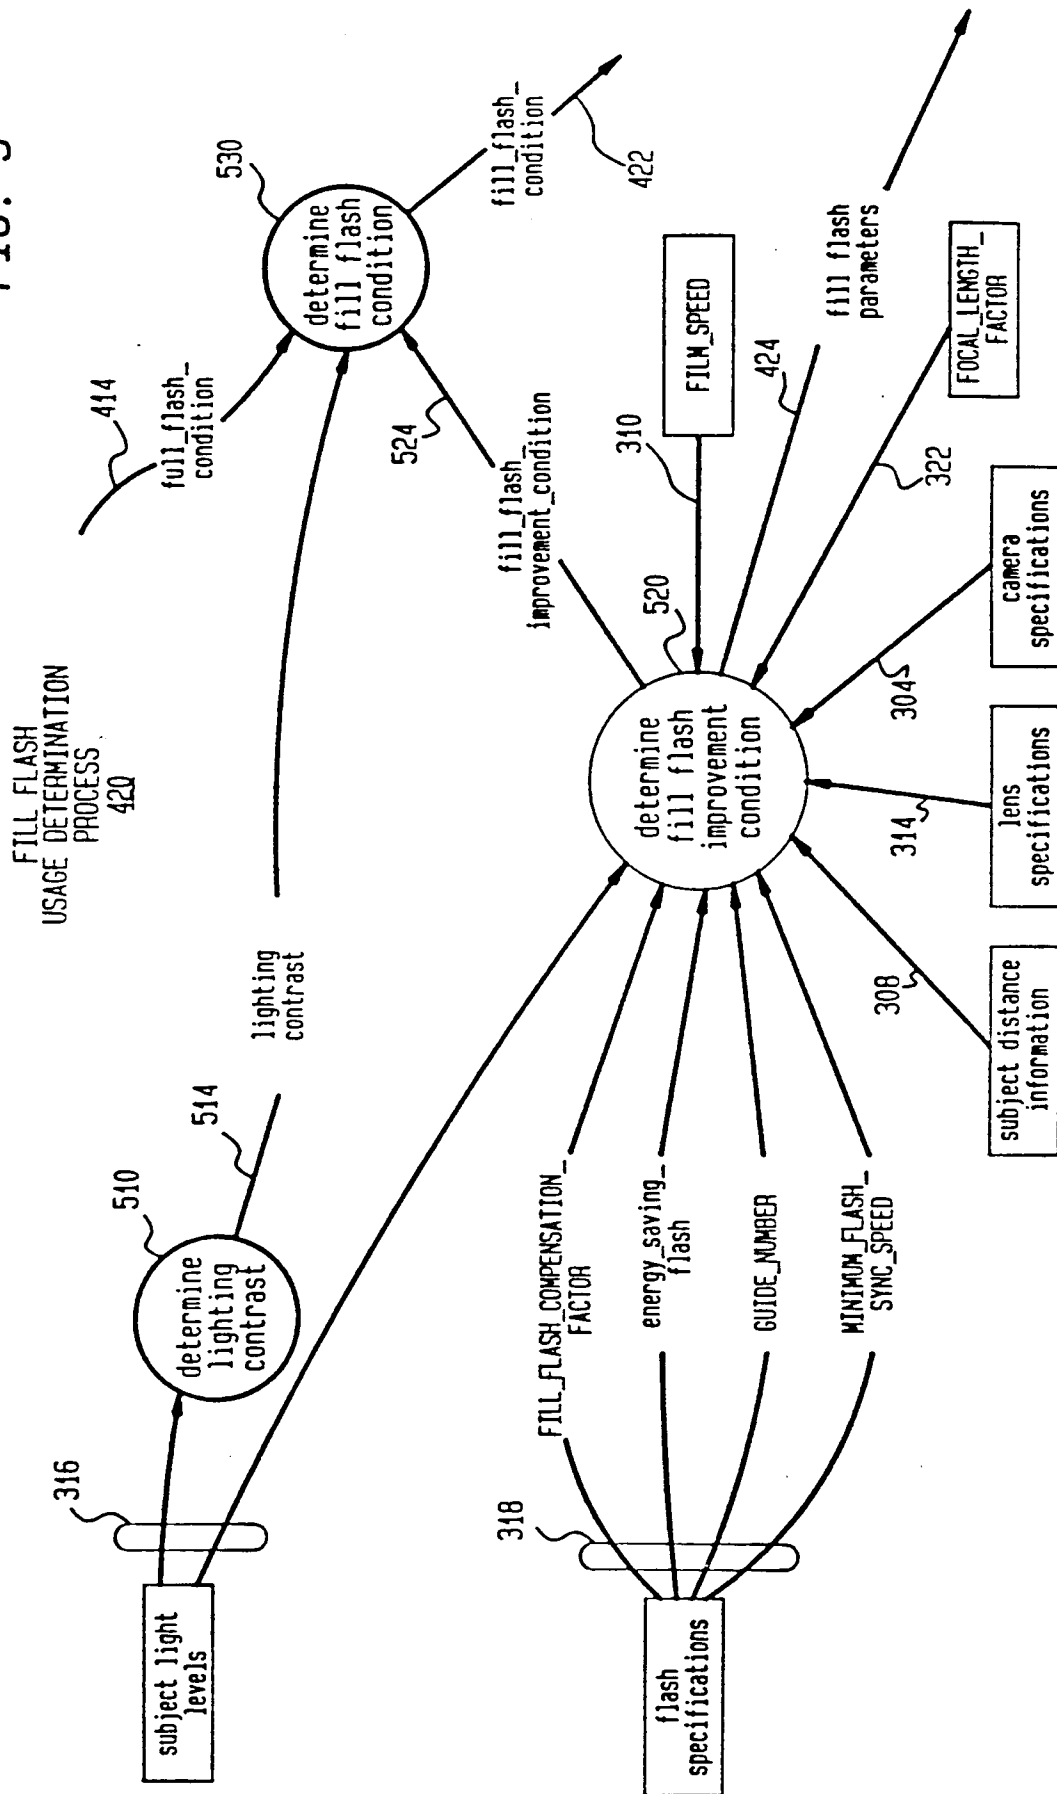 FIG. 5
FILL FLASH
USAGE DETERMINATION
PROCESS
420
subject light
levels
316
determine
lighting
contrast
510
514
lighting
contrast
414
full_flash_
condition
determine
fill flash
condition
530
fill_flash_
condition
422
524
fill_flash_
improvement_condition
flash
specifications
318
FILL_FLASH_COMPENSATION_
FACTOR
energy_saving_
flash
GUIDE_NUMBER
MINIMUM_FLASH_
SYNC_SPEED
determine
fill flash
improvement
condition
520
310
FILM_SPEED
424
fill flash
parameters
322
FOCAL_LENGTH_
FACTOR
304
camera
specifications
314
lens
specifications
308
subject distance
information